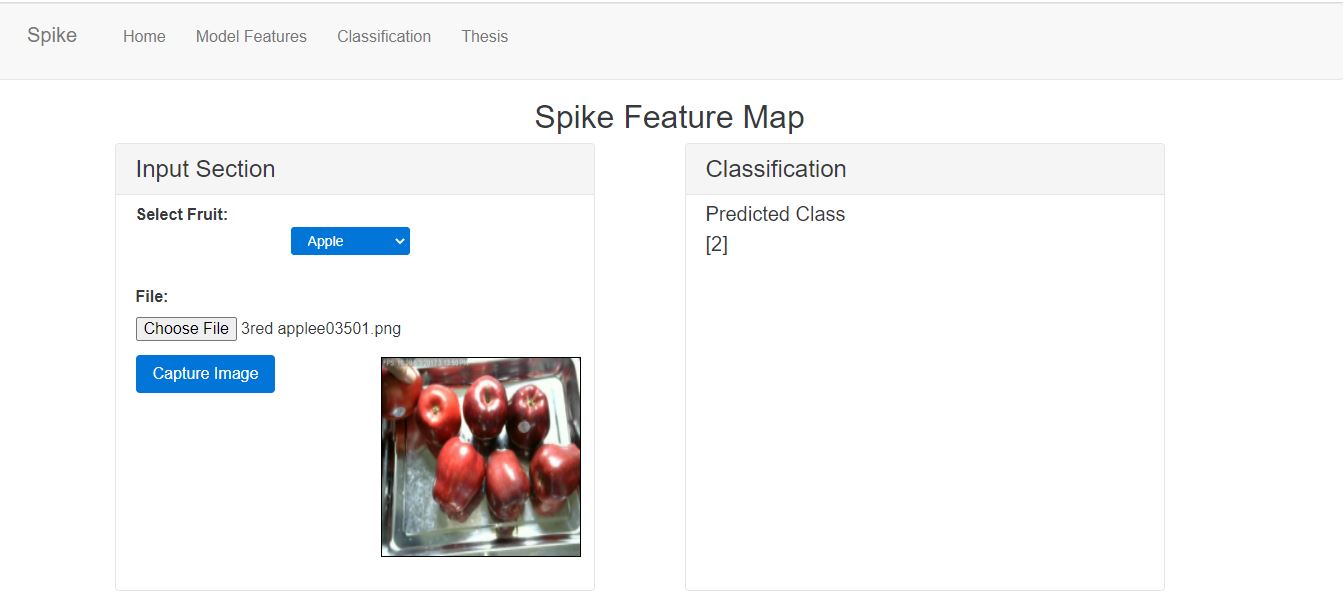 Spike Home Model Features Classification Thesis
Spike Feature Map
Input Section
Select Fruit:
Apple
File:
Choose File 3red applee03501.png
Capture Image
Classification
Predicted Class
[2]